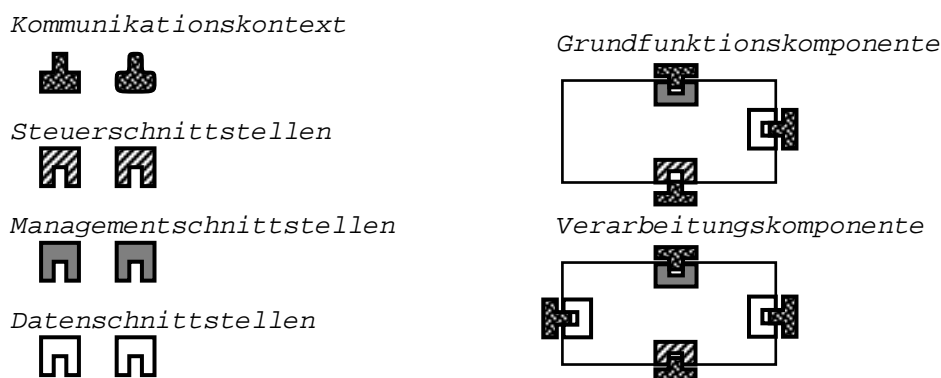 Kommunikationskontext
Steuerschnittstellen
Managementschnittstellen
Datenschnittstellen
Grundfunktionskomponente
Verarbeitungskomponente